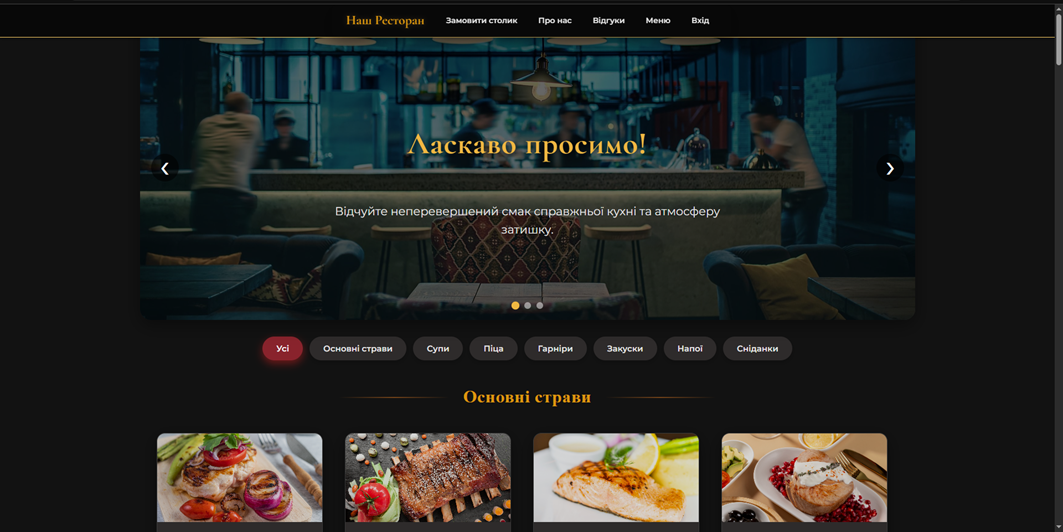 Наш Ресторан Замовити столик Про нас Відгуки Меню Вхід
Ласкаво просимо!
❮ ❯
Відчуйте неперевершений смак справжньої кухні та атмосферу
затишку.
Усі Основні страви Супи Піца Гарніри Закуски Напої Сніданки
Основні страви